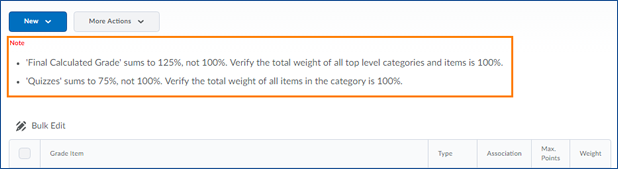 New More Actions
Note
• 'Final Calculated Grade' sums to 125%, not 100%. Verify the total weight of all top level categories and items is 100%.
• 'Quizzes' sums to 75%, not 100%. Verify the total weight of all items in the category is 100%.
Bulk Edit
Grade Item Type Association Max. Points Weight